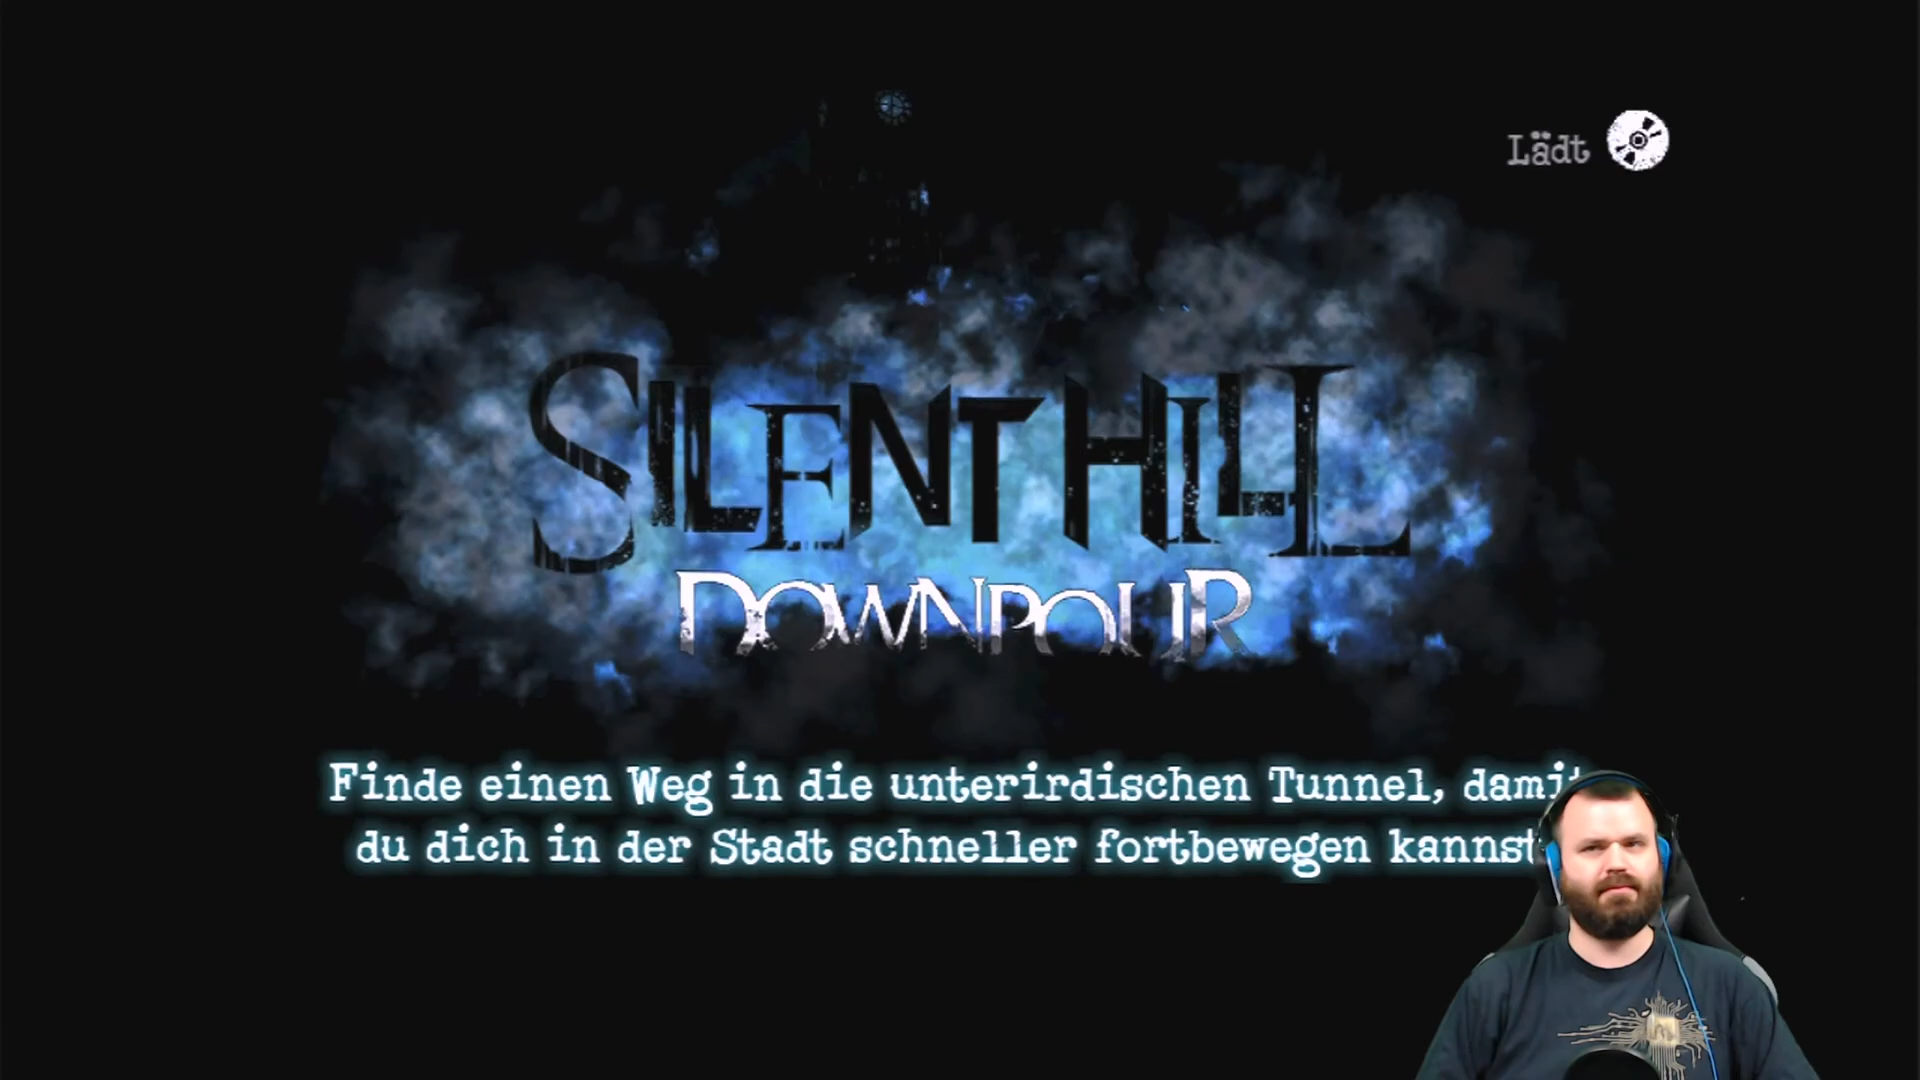 Lädt
SILENT HILL
DOWNPOUR
Finde einen Weg in die unterirdischen Tunnel, damit
du dich in der Stadt schneller fortbewegen kannst